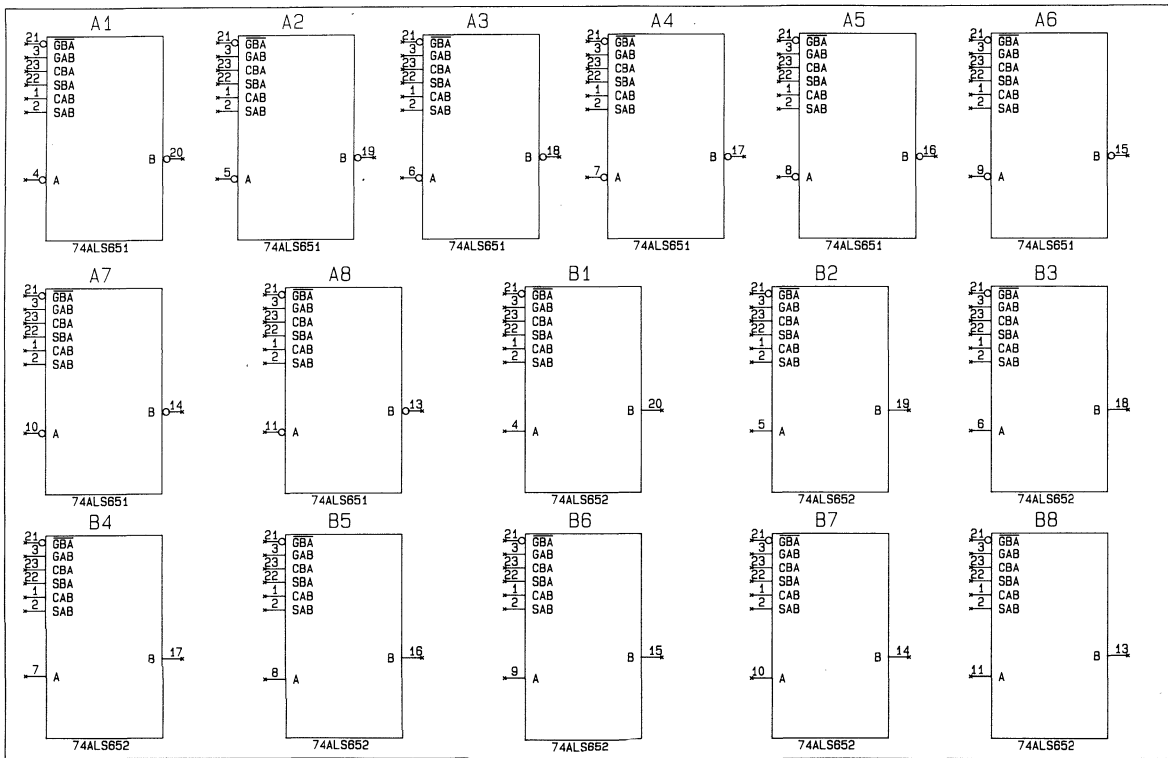 A1 A2 A3 A4 A5 A6
21 GBA 21 GBA 21 GBA 21 GBA 21 GBA 21 GBA
3 GAB 3 GAB 3 GAB 3 GAB 3 GAB 3 GAB
23 CBA 23 CBA 23 CBA 23 CBA 23 CBA 23 CBA
22 SBA 22 SBA 22 SBA 22 SBA 22 SBA 22 SBA
1 CAB 1 CAB 1 CAB 1 CAB 1 CAB 1 CAB
2 SAB 2 SAB 2 SAB 2 SAB 2 SAB 2 SAB
B 20 B 19 B 18 B 17 B 16 B 15
4 A 5 A 6 A 7 A 8 A 9 A
74ALS651 74ALS651 74ALS651 74ALS651 74ALS651 74ALS651
A7 A8 B1 B2 B3
21 GBA 21 GBA 21 GBA 21 GBA 21 GBA
3 GAB 3 GAB 3 GAB 3 GAB 3 GAB
23 CBA 23 CBA 23 CBA 23 CBA 23 CBA
22 SBA 22 SBA 22 SBA 22 SBA 22 SBA
1 CAB 1 CAB 1 CAB 1 CAB 1 CAB
2 SAB 2 SAB 2 SAB 2 SAB 2 SAB
B 14 B 13 B 20 B 19 B 18
10 A 11 A 4 A 5 A 6 A
74ALS651 74ALS651 74ALS652 74ALS652 74ALS652
B4 B5 B6 B7 B8
21 GBA 21 GBA 21 GBA 21 GBA 21 GBA
3 GAB 3 GAB 3 GAB 3 GAB 3 GAB
23 CBA 23 CBA 23 CBA 23 CBA 23 CBA
22 SBA 22 SBA 22 SBA 22 SBA 22 SBA
1 CAB 1 CAB 1 CAB 1 CAB 1 CAB
2 SAB 2 SAB 2 SAB 2 SAB 2 SAB
B 17 B 16 B 15 B 14 B 13
7 A 8 A 9 A 10 A 11 A
74ALS652 74ALS652 74ALS652 74ALS652 74ALS652